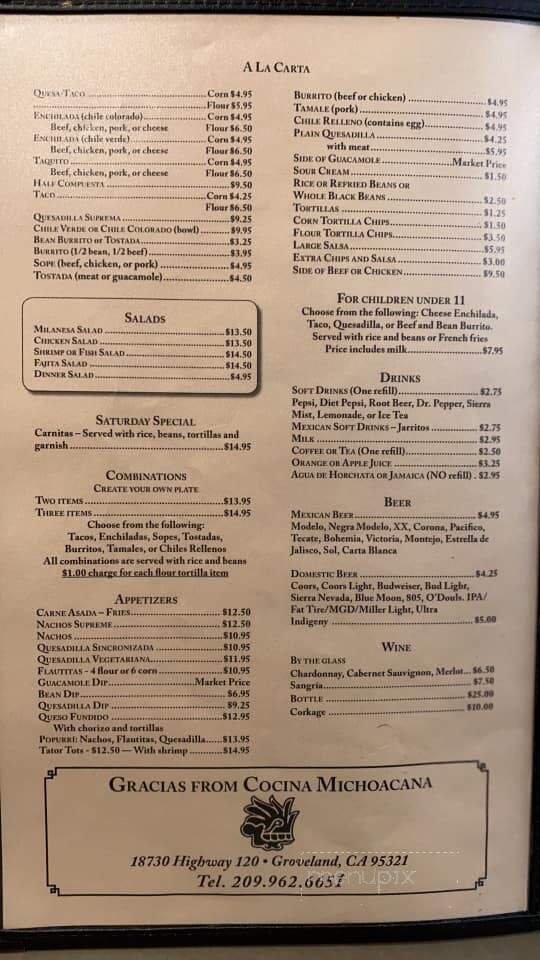 A La Carta
Quesa-Taco ... Corn $4.95
... Flour $5.95
Enchilada (chile colorado) ... Corn $4.95
Beef, chicken, pork, or cheese Flour $6.50
Enchilada (chile verde) ... Corn $4.95
Beef, chicken, pork, or cheese Flour $6.50
Taquito ... Corn $4.95
Beef, chicken, pork, or cheese Flour $6.50
Half Compuesta ... $9.50
Taco ... Corn $4.25
Flour $6.50
Quesadilla Suprema ... $9.25
Chile Verde or Chile Colorado (bowl) ... $9.95
Bean Burrito or Tostada ... $3.25
Burrito (1/2 bean, 1/2 beef) ... $3.95
Sope (beef, chicken, or pork) ... $4.95
Tostada (meat or guacamole) ... $4.50
Salads
Milanesa Salad ... $13.50
Chicken Salad ... $13.50
Shrimp or Fish Salad ... $14.50
Fajita Salad ... $14.50
Dinner Salad ... $4.95
Saturday Special
Carnitas – Served with rice, beans, tortillas and
garnish ... $14.95
Combinations
Create your own plate
Two items ... $13.95
Three items ... $14.95
Choose from the following:
Tacos, Enchiladas, Sopes, Tostadas,
Burritos, Tamales, or Chiles Rellenos
All combinations are served with rice and beans
$1.00 charge for each flour tortilla item
Appetizers
Carne Asada – Fries ... $12.50
Nachos Supreme ... $12.50
Nachos ... $10.95
Quesadilla Sincronizada ... $10.95
Quesadilla Vegetariana ... $11.95
Flautitas - 4 flour or 6 corn ... $10.95
Guacamole Dip ... Market Price
Bean Dip ... $6.95
Quesadilla Dip ... $9.25
Queso Fundido ... $12.95
With chorizo and tortillas
Popurri: Nachos, Flautitas, Quesadilla ... $13.95
Tator Tots - $12.50 — With shrimp ... $14.95
Burrito (beef or chicken) ... $4.95
Tamale (pork) ... $4.95
Chile Relleno (contains egg) ... $4.95
Plain Quesadilla ... $4.25
with meat ... $5.95
Side of Guacamole ... Market Price
Sour Cream ... $1.50
Rice or Refried Beans or
Whole Black Beans ... $2.50
Tortillas ... $1.25
Corn Tortilla Chips ... $1.50
Flour Tortilla Chips ... $3.50
Large Salsa ... $5.95
Extra Chips and Salsa ... $3.00
Side of Beef or Chicken ... $9.50
For Children Under 11
Choose from the following: Cheese Enchilada,
Taco, Quesadilla, or Beef and Bean Burrito.
Served with rice and beans or French fries
Price includes milk ... $7.95
Drinks
Soft Drinks (One refill) ... $2.75
Pepsi, Diet Pepsi, Root Beer, Dr. Pepper, Sierra
Mist, Lemonade, or Ice Tea
Mexican Soft Drinks – Jarritos ... $2.75
Milk ... $2.95
Coffee or Tea (One refill) ... $2.50
Orange or Apple Juice ... $3.25
Agua de Horchata or Jamaica (NO refill) . $2.95
Beer
Mexican Beer ... $4.95
Modelo, Negra Modelo, XX, Corona, Pacifico,
Tecate, Bohemia, Victoria, Montejo, Estrella de
Jalisco, Sol, Carta Blanca
Domestic Beer ... $4.25
Coors, Coors Light, Budweiser, Bud Light,
Sierra Nevada, Blue Moon, 805, O'Douls. IPA/
Fat Tire/MGD/Miller Light, Ultra
Indigeny ... $5.00
Wine
By the glass
Chardonnay, Cabernet Sauvignon, Merlot... $6.50
Sangria ... $7.50
Bottle ... $25.00
Corkage ... $10.00
Gracias from Cocina Michoacana
18730 Highway 120 • Groveland, CA 95321
Tel. 209.962.6651
menupix